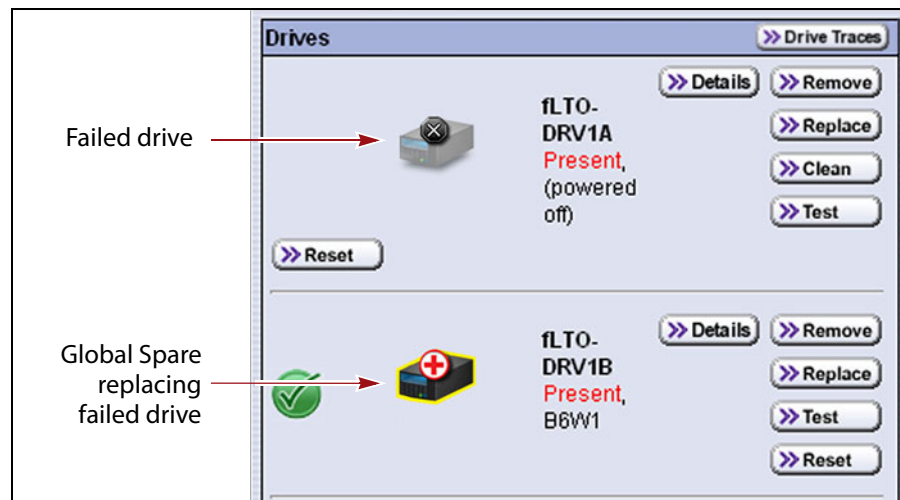 Drives
>> Drive Traces
Failed drive
fLTO-
DRV1A
Present,
(powered
off)
>> Details
>> Remove
>> Replace
>> Clean
>> Test
>> Reset
Global Spare
replacing
failed drive
fLTO-
DRV1B
Present,
B6W1
>> Details
>> Remove
>> Replace
>> Test
>> Reset